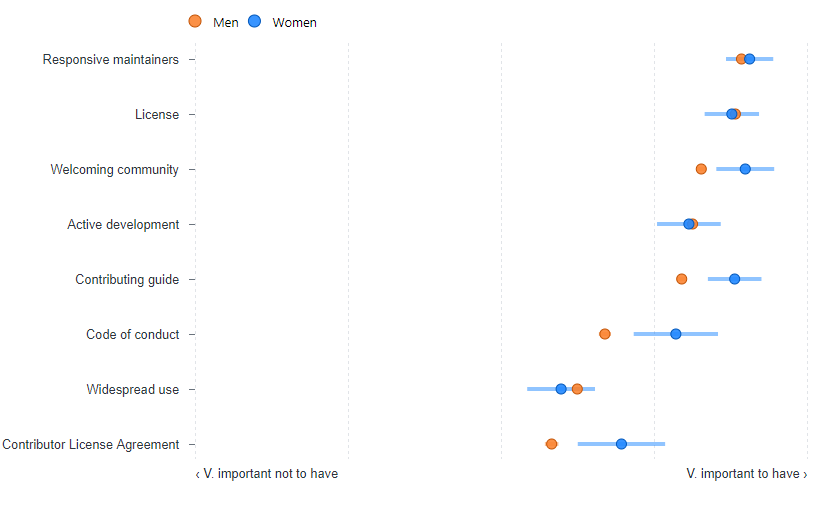 Men Women
Responsive maintainers
License
Welcoming community
Active development
Contributing guide
Code of conduct
Widespread use
Contributor License Agreement
‹ V. important not to have V. important to have ›